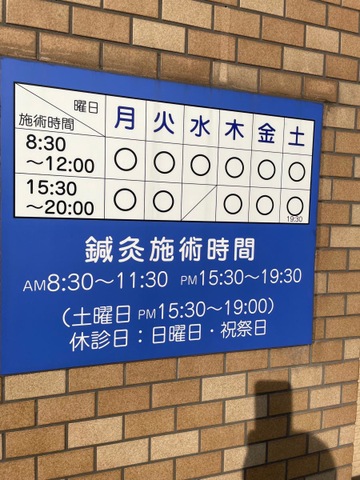 曜日 月 火 水 木 金 土
施術時間
8:30 〇 〇 〇 〇 〇 〇
～12:00
15:30 〇 〇 ／ 〇 〇 〇
～20:00 19:30
鍼灸施術時間
AM8:30～11:30 PM15:30～19:30
(土曜日 PM15:30～19:00)
休診日：日曜日・祝祭日